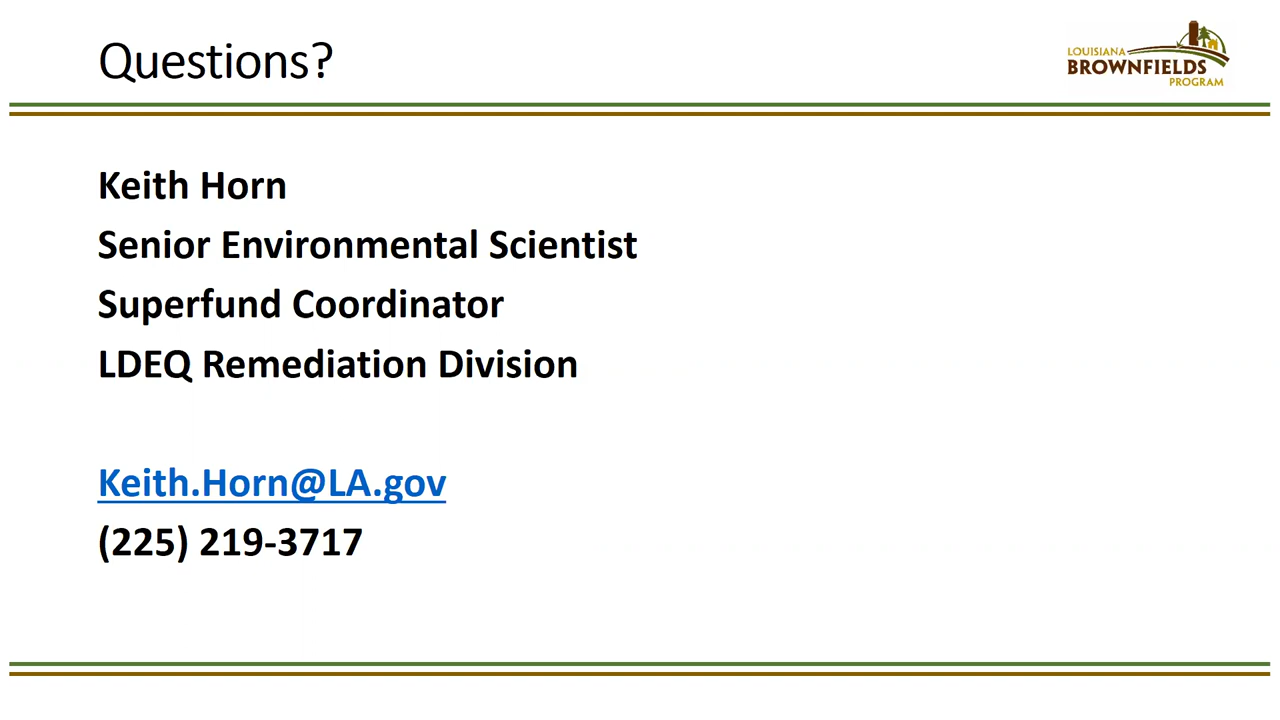 Questions?
LOUISIANA
BROWNFIELDS
PROGRAM
Keith Horn
Senior Environmental Scientist
Superfund Coordinator
LDEQ Remediation Division
Keith.Horn@LA.gov
(225) 219-3717